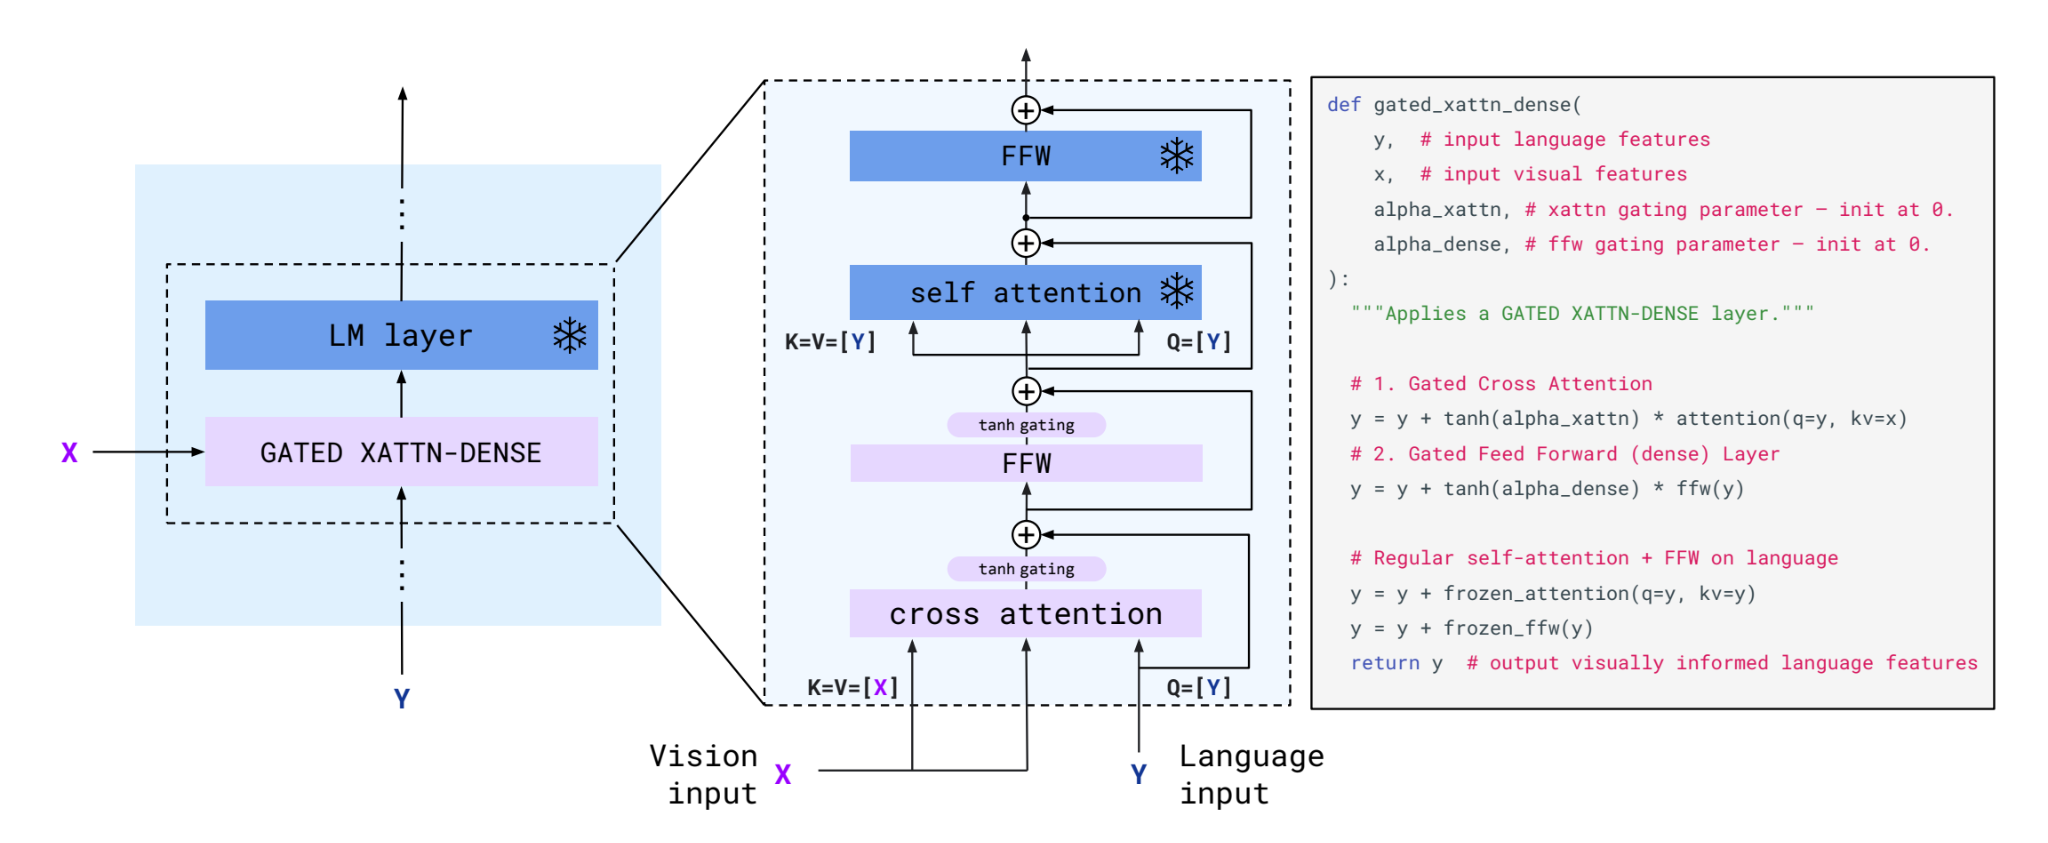 LM layer
X
GATED XATTN-DENSE
Y
FFW
self attention
K=V=[Y]
Q=[Y]
tanh gating
FFW
tanh gating
cross attention
K=V=[X]
Q=[Y]
Vision
input
X
Y
Language
input
def gated_xattn_dense(
    y,  # input language features
    x,  # input visual features
    alpha_xattn, # xattn gating parameter – init at 0.
    alpha_dense, # ffw gating parameter – init at 0.
):
  """Applies a GATED XATTN-DENSE layer."""
  # 1. Gated Cross Attention
  y = y + tanh(alpha_xattn) * attention(q=y, kv=x)
  # 2. Gated Feed Forward (dense) Layer
  y = y + tanh(alpha_dense) * ffw(y)
  # Regular self-attention + FFW on language
  y = y + frozen_attention(q=y, kv=y)
  y = y + frozen_ffw(y)
  return y  # output visually informed language features